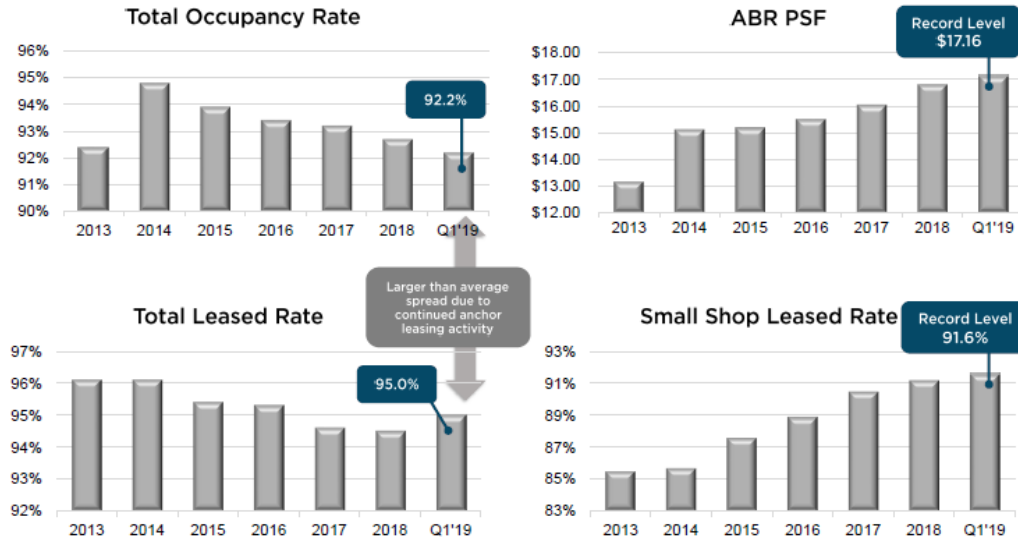 Total Occupancy Rate
96%
95%
94%
93%
92%
91%
90%
92.2%
2013 2014 2015 2016 2017 2018 Q1'19
ABR PSF
Record Level
$17.16
$18.00
$17.00
$16.00
$15.00
$14.00
$13.00
$12.00
2013 2014 2015 2016 2017 2018 Q1'19
Larger than average
spread due to
continued anchor
leasing activity
Total Leased Rate
97%
96%
95%
94%
93%
92%
95.0%
2013 2014 2015 2016 2017 2018 Q1'19
Small Shop Leased Rate
Record Level
91.6%
93%
91%
89%
87%
85%
83%
2013 2014 2015 2016 2017 2018 Q1'19